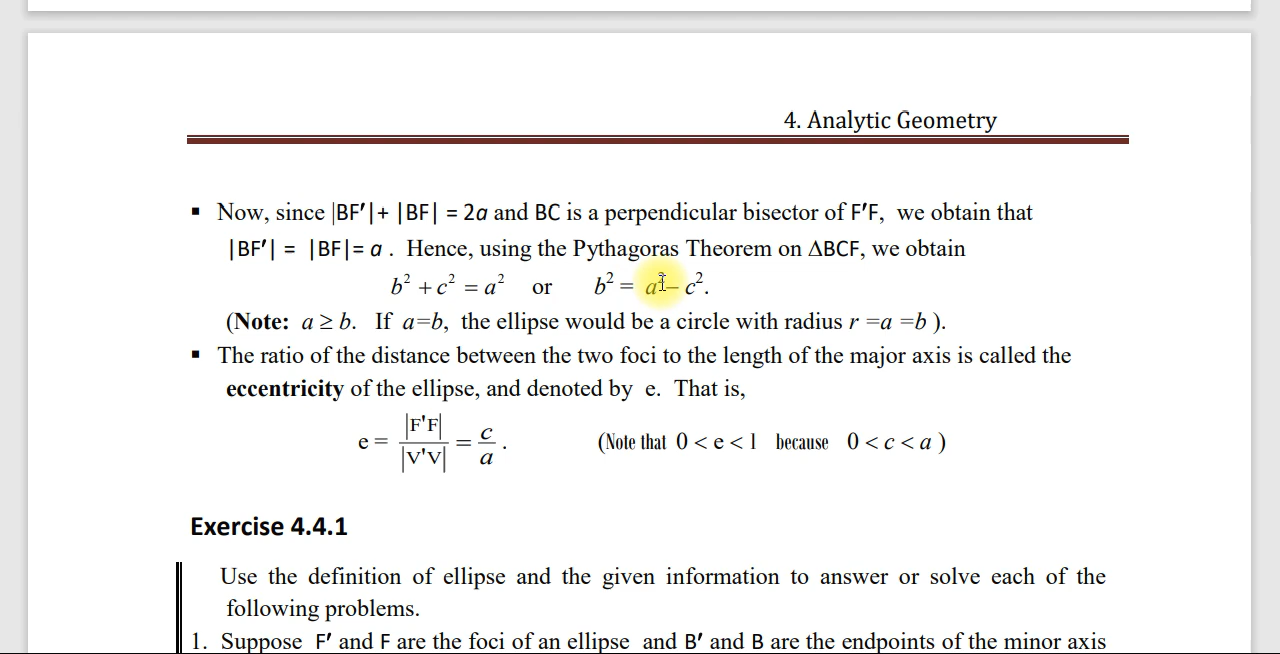 4. Analytic Geometry
▪ Now, since |BF′|+ |BF| = 2a and BC is a perpendicular bisector of F′F, we obtain that
|BF′| = |BF|= a . Hence, using the Pythagoras Theorem on ΔBCF, we obtain
b² + c² = a² or b² = a² – c².
(Note: a ≥ b. If a=b, the ellipse would be a circle with radius r =a =b ).
▪ The ratio of the distance between the two foci to the length of the major axis is called the
eccentricity of the ellipse, and denoted by e. That is,
e = |F'F| / |V'V| = c / a . (Note that 0 < e < 1 because 0 < c < a )
Exercise 4.4.1
Use the definition of ellipse and the given information to answer or solve each of the
following problems.
1. Suppose F′ and F are the foci of an ellipse and B′ and B are the endpoints of the minor axis